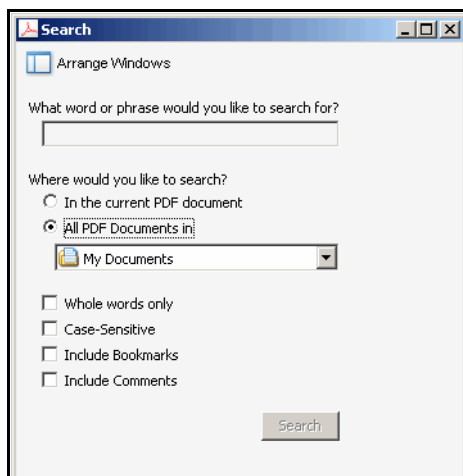 Search
Arrange Windows
What word or phrase would you like to search for?
Where would you like to search?
In the current PDF document
All PDF Documents in
My Documents
Whole words only
Case-Sensitive
Include Bookmarks
Include Comments
Search